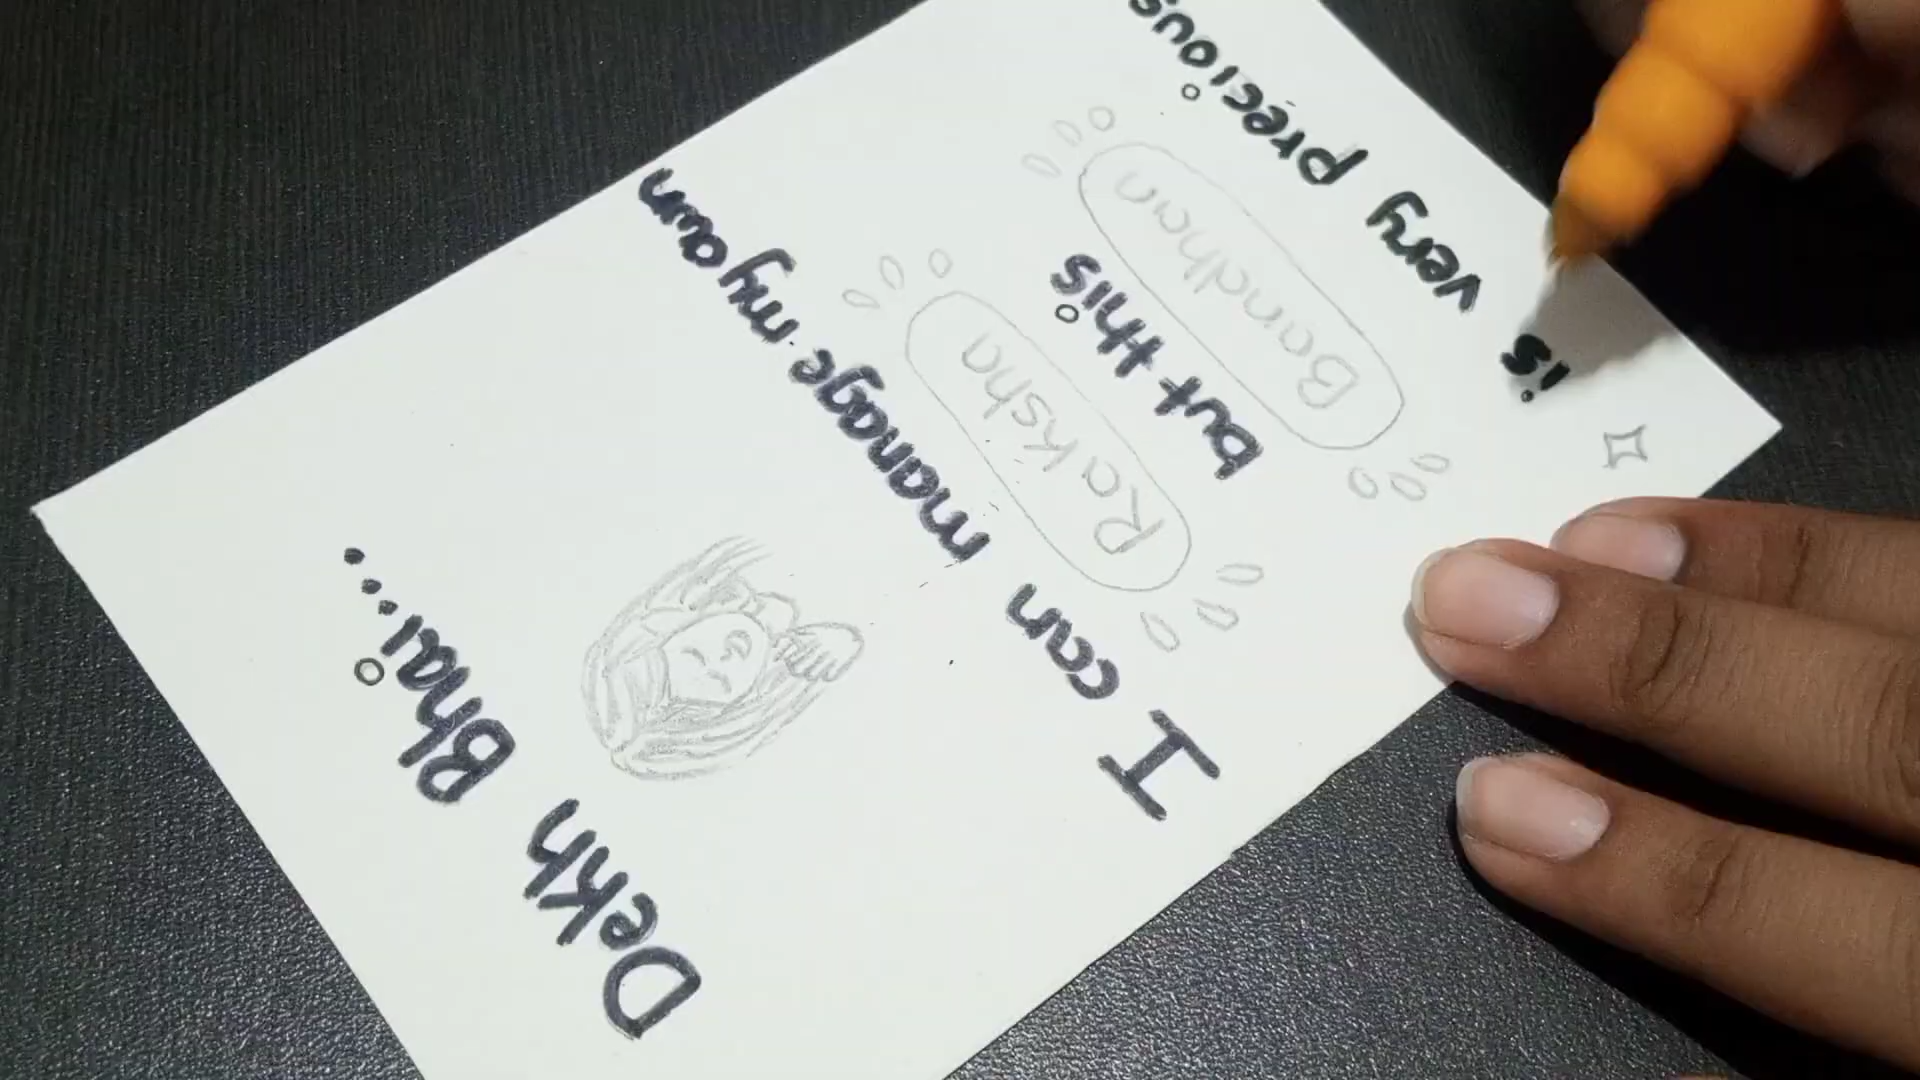 Dekh Bhai...
I can manage my own
Raksha
but this
Bandhan
is very precious